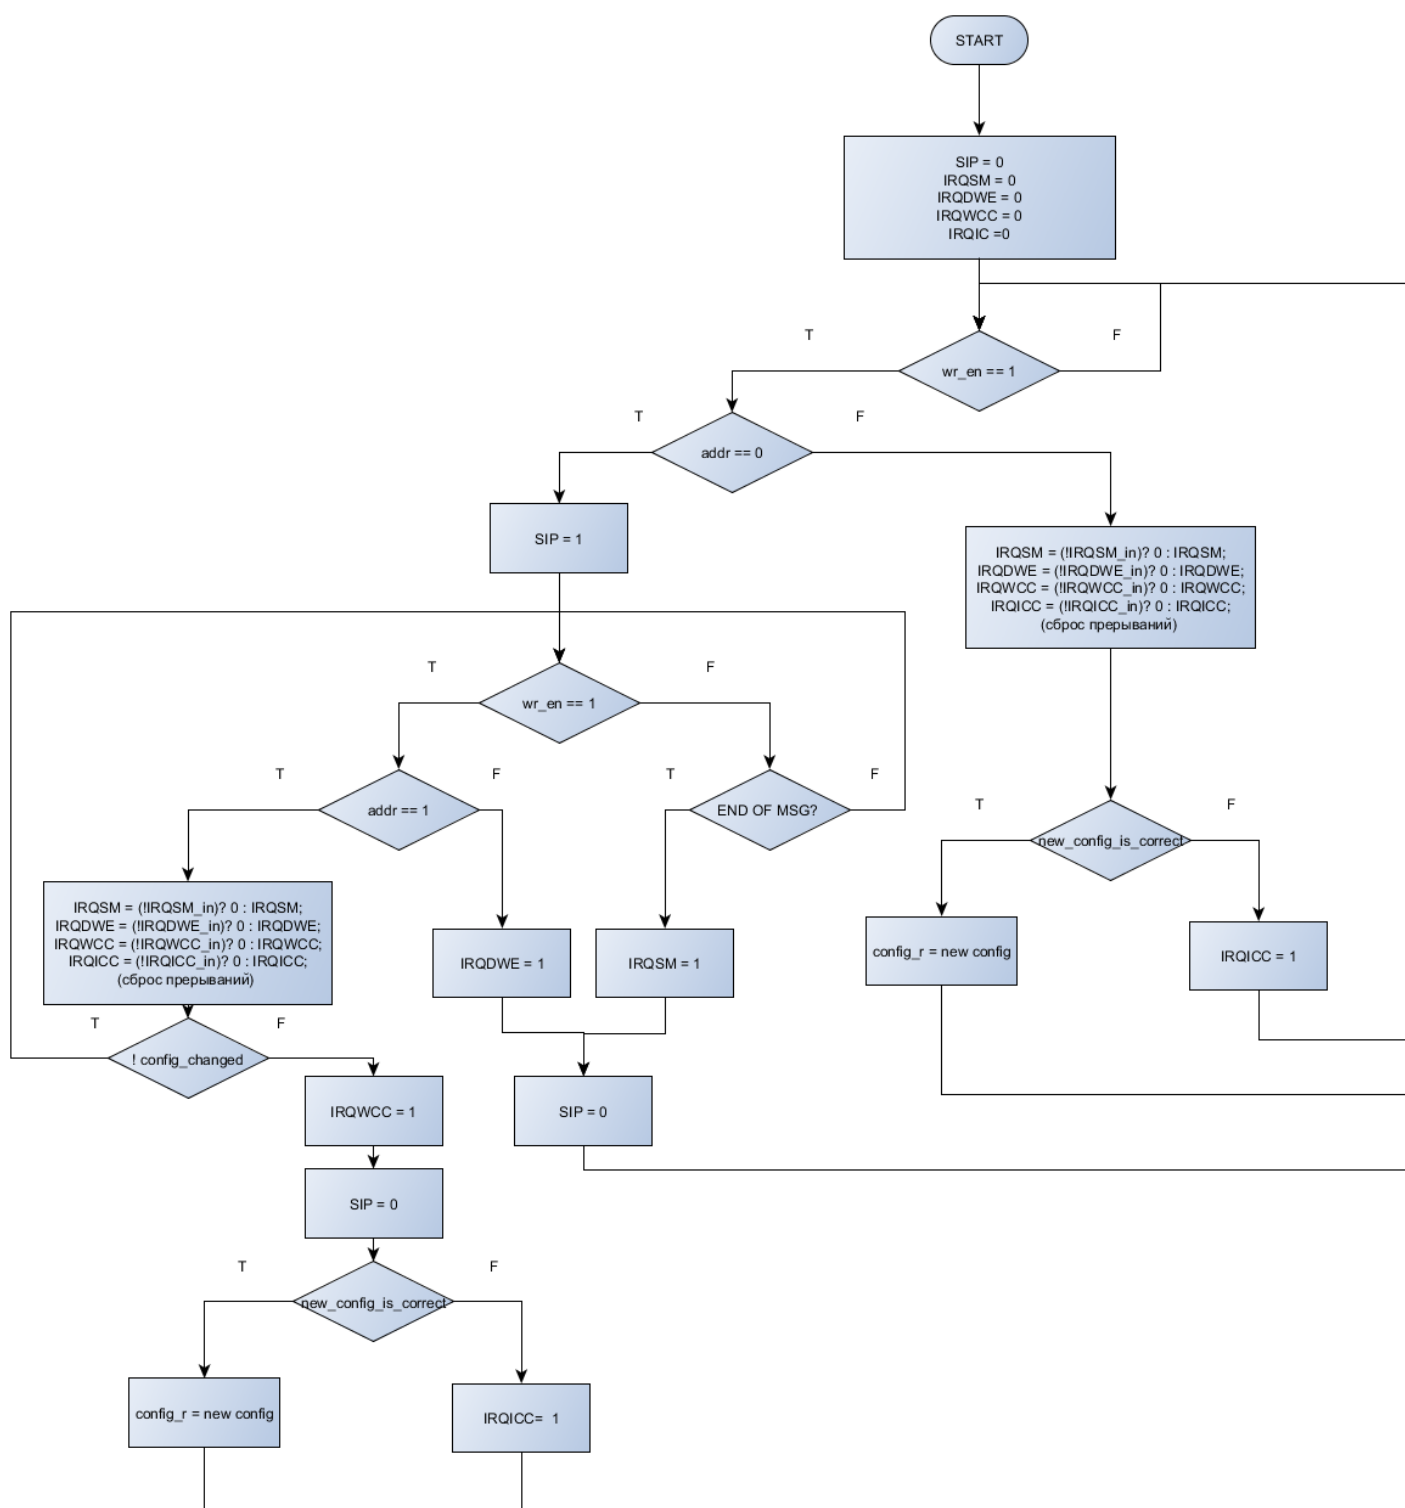 START
SIP = 0
IRQSM = 0
IRQDWE = 0
IRQWCC = 0
IRQIC =0
T
F
wr_en == 1
T
F
addr == 0
SIP = 1
IRQSM = (!IRQSM_in)? 0 : IRQSM;
IRQDWE = (!IRQDWE_in)? 0 : IRQDWE;
IRQWCC = (!IRQWCC_in)? 0 : IRQWCC;
IRQICC = (!IRQICC_in)? 0 : IRQICC;
(сброс прерываний)
T
F
wr_en == 1
T
F
addr == 1
T
F
END OF MSG?
T
F
new_config_is_correct
IRQSM = (!IRQSM_in)? 0 : IRQSM;
IRQDWE = (!IRQDWE_in)? 0 : IRQDWE;
IRQWCC = (!IRQWCC_in)? 0 : IRQWCC;
IRQICC = (!IRQICC_in)? 0 : IRQICC;
(сброс прерываний)
IRQDWE = 1
IRQSM = 1
config_r = new config
IRQICC = 1
T
F
! config_changed
IRQWCC = 1
SIP = 0
SIP = 0
T
F
new_config_is_correct
config_r = new config
IRQICC=  1